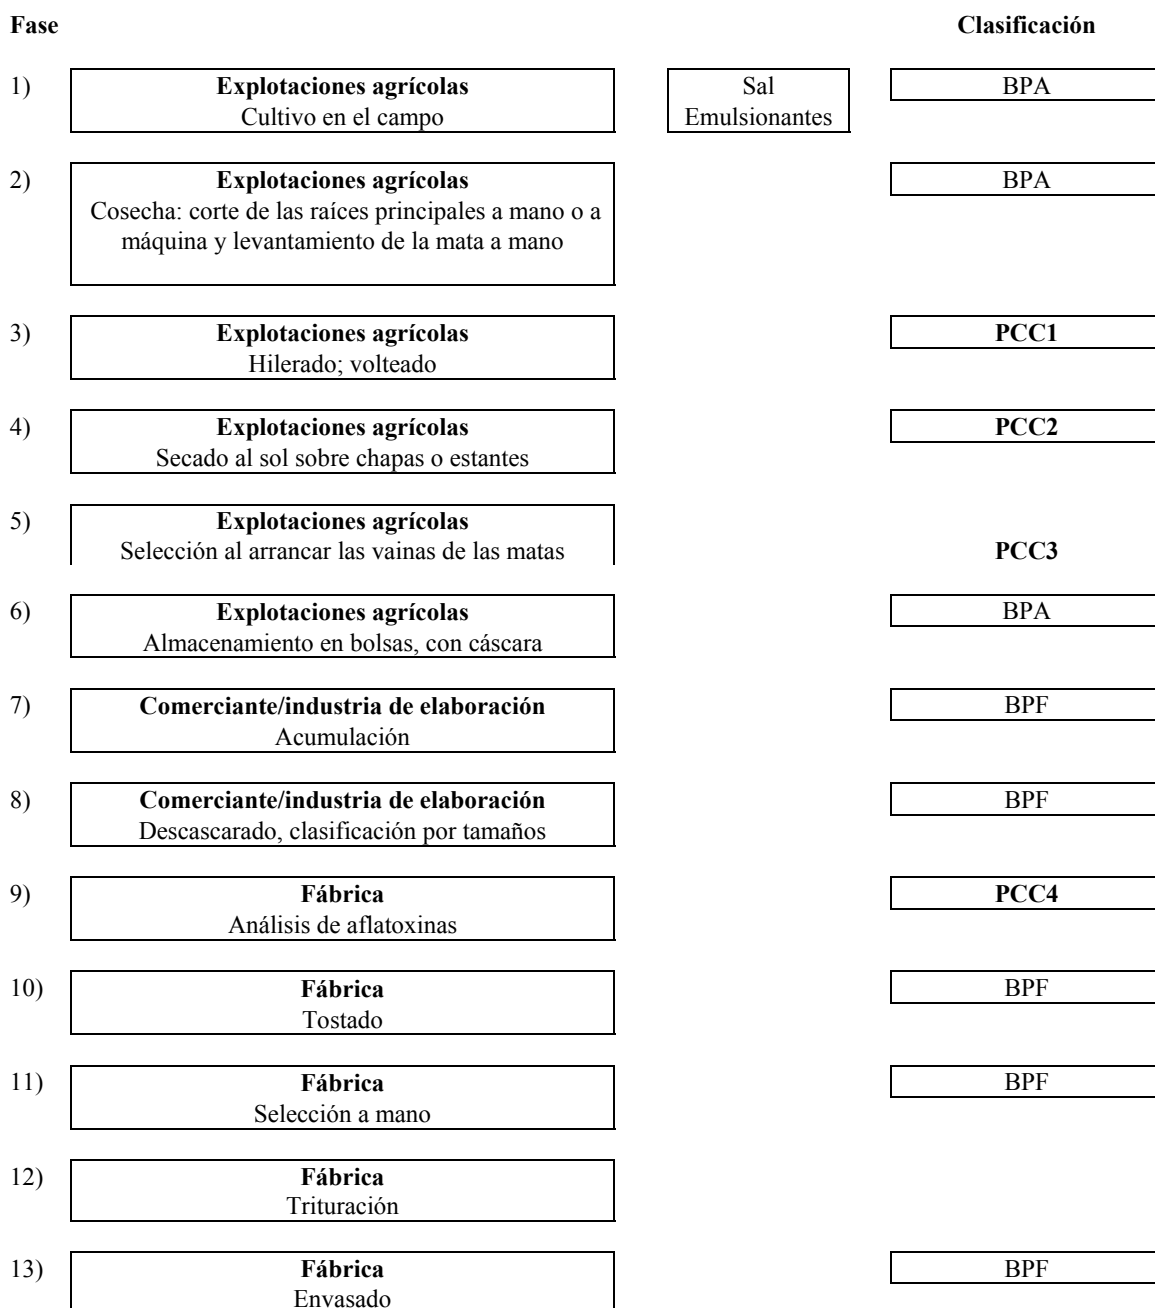 Fase Clasificación
1) Explotaciones agrícolas Sal BPA
Cultivo en el campo Emulsionantes
2) Explotaciones agrícolas BPA
Cosecha: corte de las raíces principales a mano o a
máquina y levantamiento de la mata a mano
3) Explotaciones agrícolas PCC1
Hilerado; volteado
4) Explotaciones agrícolas PCC2
Secado al sol sobre chapas o estantes
5) Explotaciones agrícolas
Selección al arrancar las vainas de las matas PCC3
6) Explotaciones agrícolas BPA
Almacenamiento en bolsas, con cáscara
7) Comerciante/industria de elaboración BPF
Acumulación
8) Comerciante/industria de elaboración BPF
Descascarado, clasificación por tamaños
9) Fábrica PCC4
Análisis de aflatoxinas
10) Fábrica BPF
Tostado
11) Fábrica BPF
Selección a mano
12) Fábrica
Trituración
13) Fábrica BPF
Envasado